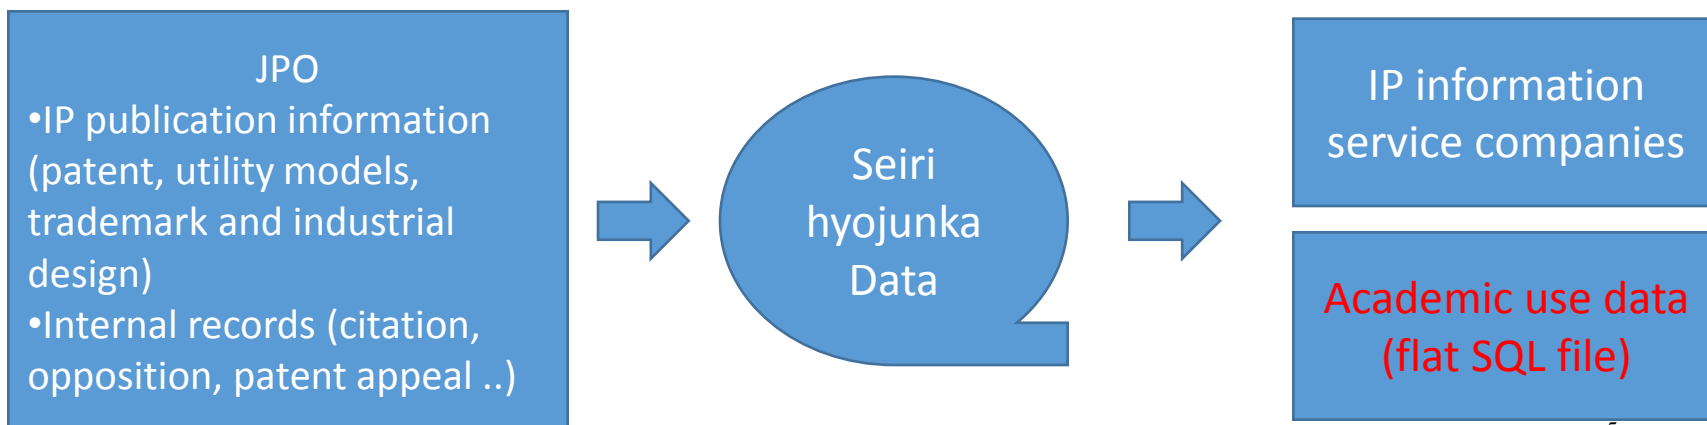 JPO
•IP publication information
(patent, utility models,
trademark and industrial
design)
•Internal records (citation,
opposition, patent appeal ..)
Seiri
hyojunka
Data
IP information
service companies
Academic use data
(flat SQL file)